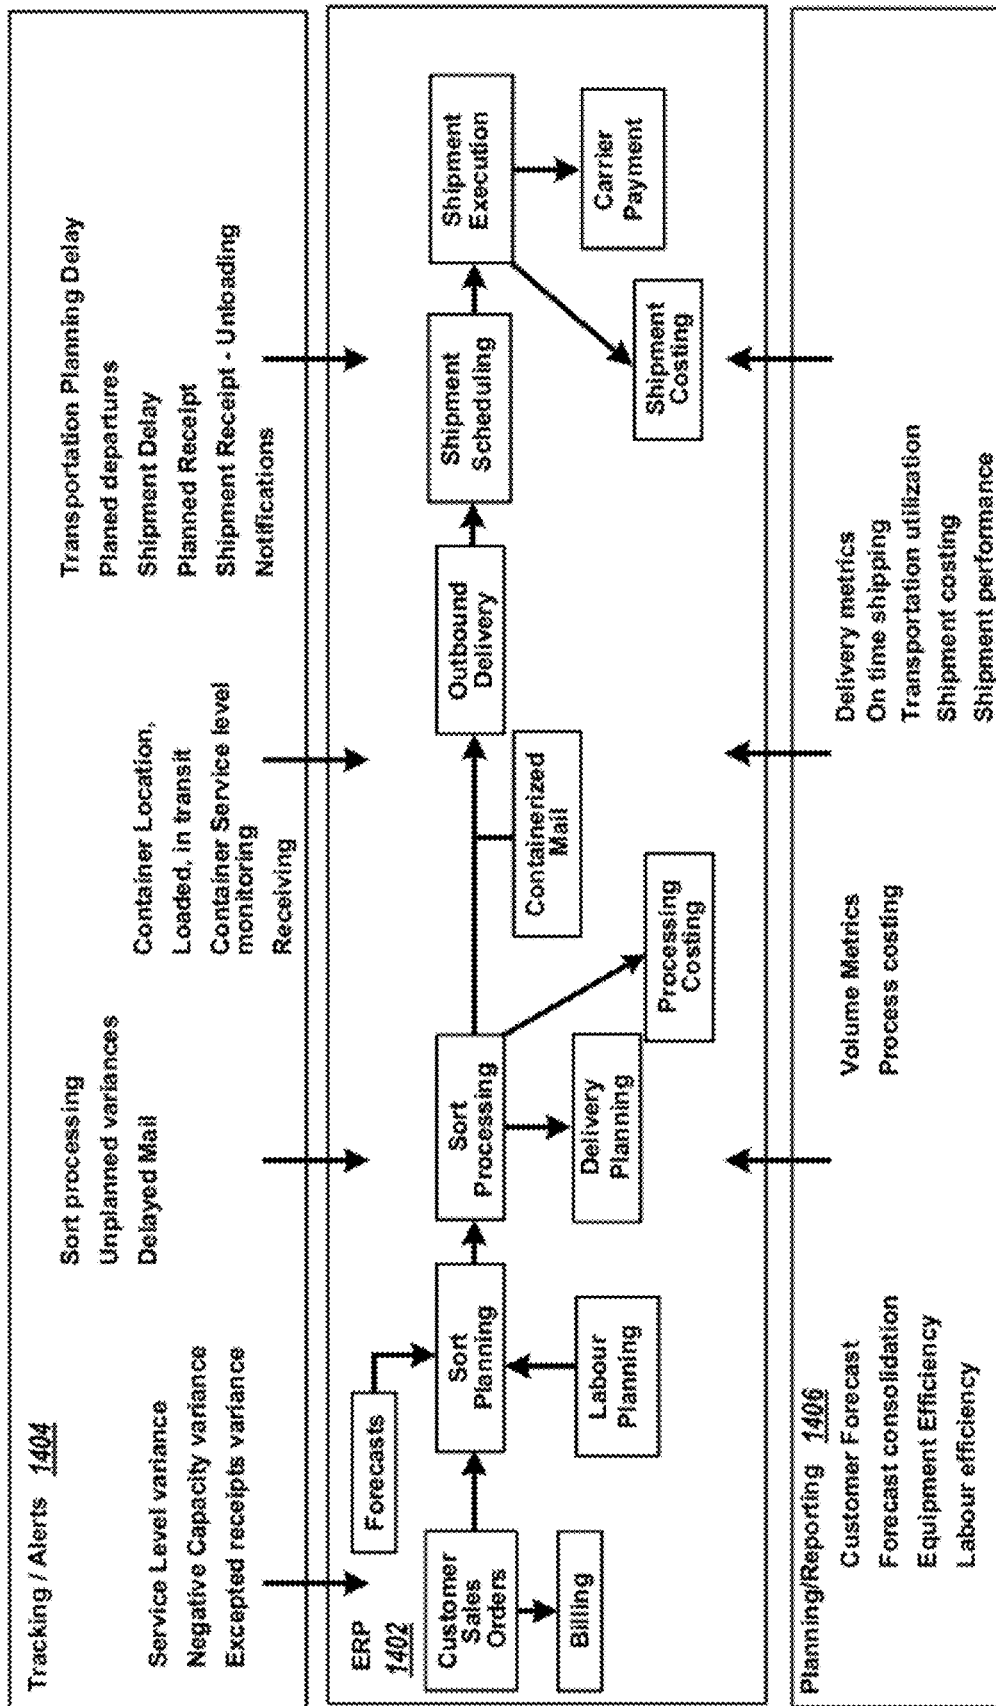 Tracking / Alerts 1404
Service Level variance
Negative Capacity variance
Excepted receipts variance
Sort processing
Unplanned variances
Delayed Mail
Container Location,
Loaded, in transit
Container Service level
monitoring
Receiving
Transportation Planning Delay
Planed departures
Shipment Delay
Planned Receipt
Shipment Receipt - Unloading
Notifications
ERP
1402
Customer
Sales
Orders
Billing
Forecasts
Sort
Planning
Labour
Planning
Sort
Processing
Delivery
Planning
Processing
Costing
Containerized
Mail
Outbound
Delivery
Shipment
Scheduling
Shipment
Execution
Shipment
Costing
Carrier
Payment
Planning/Reporting 1406
Customer Forecast
Forecast consolidation
Equipment Efficiency
Labour efficiency
Volume Metrics
Process costing
Delivery metrics
On time shipping
Transportation utilization
Shipment costing
Shipment performance